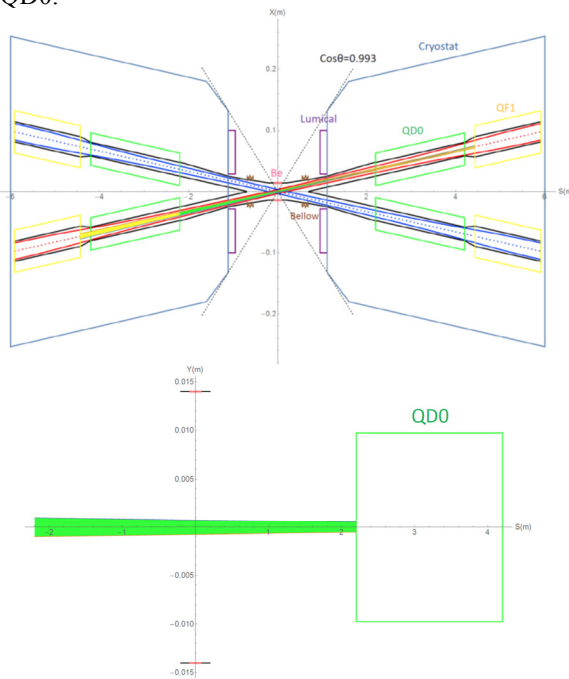 QD0.
X(m)
Cryostat
Cosθ=0.993
0.2
QF1
Lumical
0.1
QD0
Be
-6
-4
-2
2
4
6
S(m)
Bellow
-0.1
-0.2
Y(m)
0.015
QD0
0.010
0.005
-2
-1
1
2
3
4
S(m)
-0.005
-0.010
-0.015